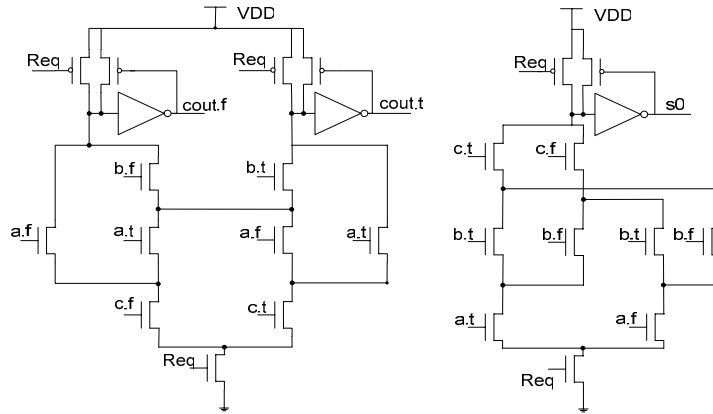 VDD
VDD
Req
Req
Req
cout.f
cout.t
s0
c.t
c.f
b.f
b.t
a.f
a.t
a.f
a.t
b.t
b.f
b.t
b.f
c.f
c.t
a.t
a.f
Req
Req